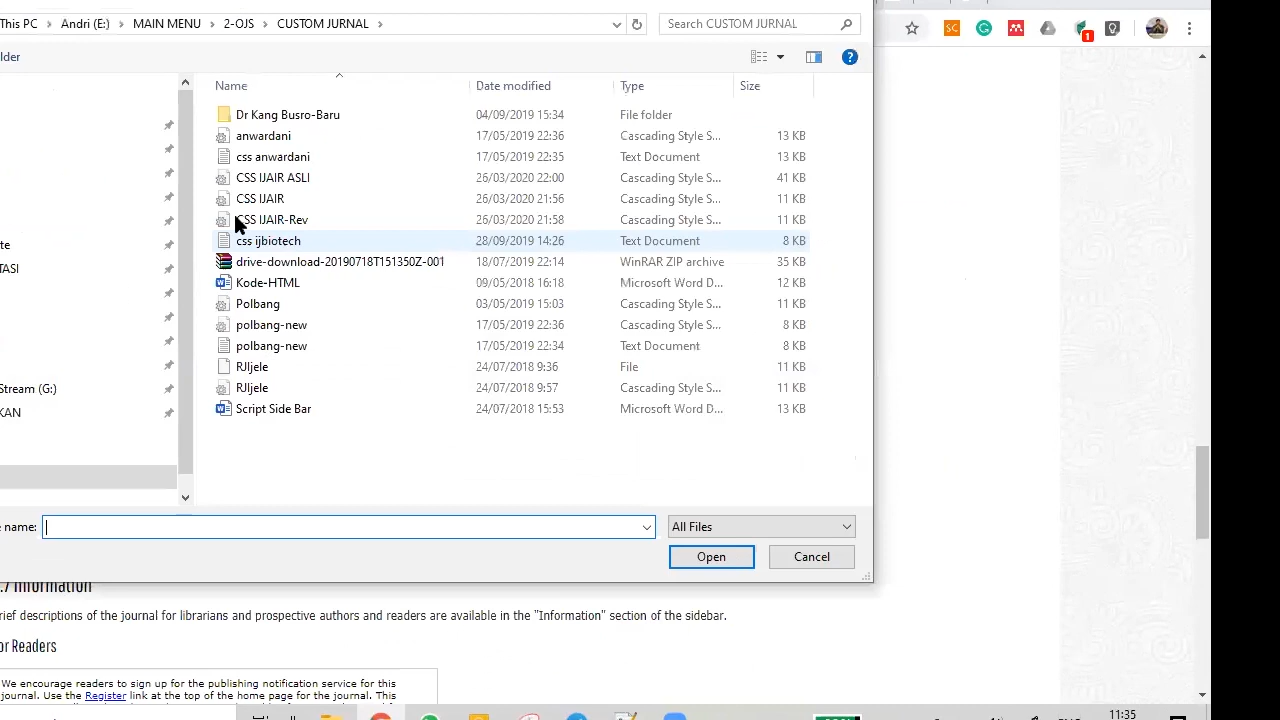 This PC > Andri (E:) > MAIN MENU > 2-OJS > CUSTOM JURNAL >
Search CUSTOM JURNAL
1
lder
?
Name Date modified Type Size
Dr Kang Busro-Baru 04/09/2019 15:34 File folder
anwardani 17/05/2019 22:36 Cascading Style S... 13 KB
css anwardani 17/05/2019 22:35 Text Document 13 KB
CSS IJAIR ASLI 26/03/2020 22:00 Cascading Style S... 41 KB
CSS IJAIR 26/03/2020 21:56 Cascading Style S... 11 KB
CSS IJAIR-Rev 26/03/2020 21:58 Cascading Style S... 11 KB
te css ijbiotech 28/09/2019 14:26 Text Document 8 KB
TASI drive-download-20190718T151350Z-001 18/07/2019 22:14 WinRAR ZIP archive 35 KB
Kode-HTML 09/05/2018 16:18 Microsoft Word D... 12 KB
Polbang 03/05/2019 15:03 Cascading Style S... 11 KB
polbang-new 17/05/2019 22:36 Cascading Style S... 8 KB
polbang-new 17/05/2019 22:34 Text Document 8 KB
RJIjele 24/07/2018 9:36 File 11 KB
Stream (G:) RJIjele 24/07/2018 9:57 Cascading Style S... 11 KB
KAN Script Side Bar 24/07/2018 15:53 Microsoft Word D... 13 KB
e name: All Files
Open Cancel
.7 Information
rief descriptions of the journal for librarians and prospective authors and readers are available in the "Information" section of the sidebar.
or Readers
We encourage readers to sign up for the publishing notification service for this
journal. Use the Register link at the top of the home page for the journal. This
11:35